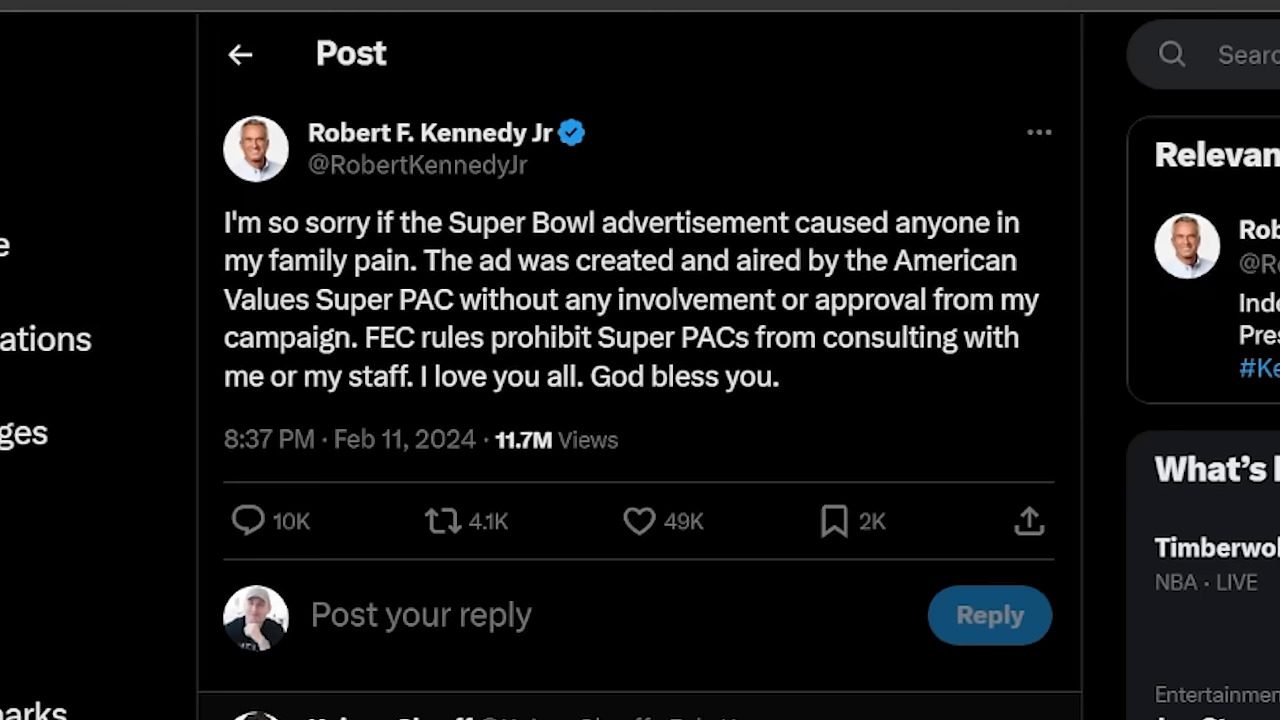 Post
Searc
Robert F. Kennedy Jr
@RobertKennedyJr
I'm so sorry if the Super Bowl advertisement caused anyone in
my family pain. The ad was created and aired by the American
Values Super PAC without any involvement or approval from my
campaign. FEC rules prohibit Super PACs from consulting with
me or my staff. I love you all. God bless you.
8:37 PM · Feb 11, 2024 · 11.7M Views
10K
4.1K
49K
2K
Post your reply
Reply
e
ations
ges
arks
Relevan
Rob
@Ro
Inde
Pres
#Ke
What's
Timberwol
NBA · LIVE
Entertainmen